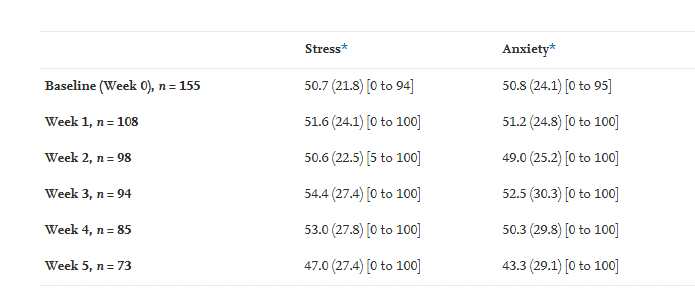 Stress* Anxiety*
Baseline (Week 0), n = 155 50.7 (21.8) [0 to 94] 50.8 (24.1) [0 to 95]
Week 1, n = 108 51.6 (24.1) [0 to 100] 51.2 (24.8) [0 to 100]
Week 2, n = 98 50.6 (22.5) [5 to 100] 49.0 (25.2) [0 to 100]
Week 3, n = 94 54.4 (27.4) [0 to 100] 52.5 (30.3) [0 to 100]
Week 4, n = 85 53.0 (27.8) [0 to 100] 50.3 (29.8) [0 to 100]
Week 5, n = 73 47.0 (27.4) [0 to 100] 43.3 (29.1) [0 to 100]